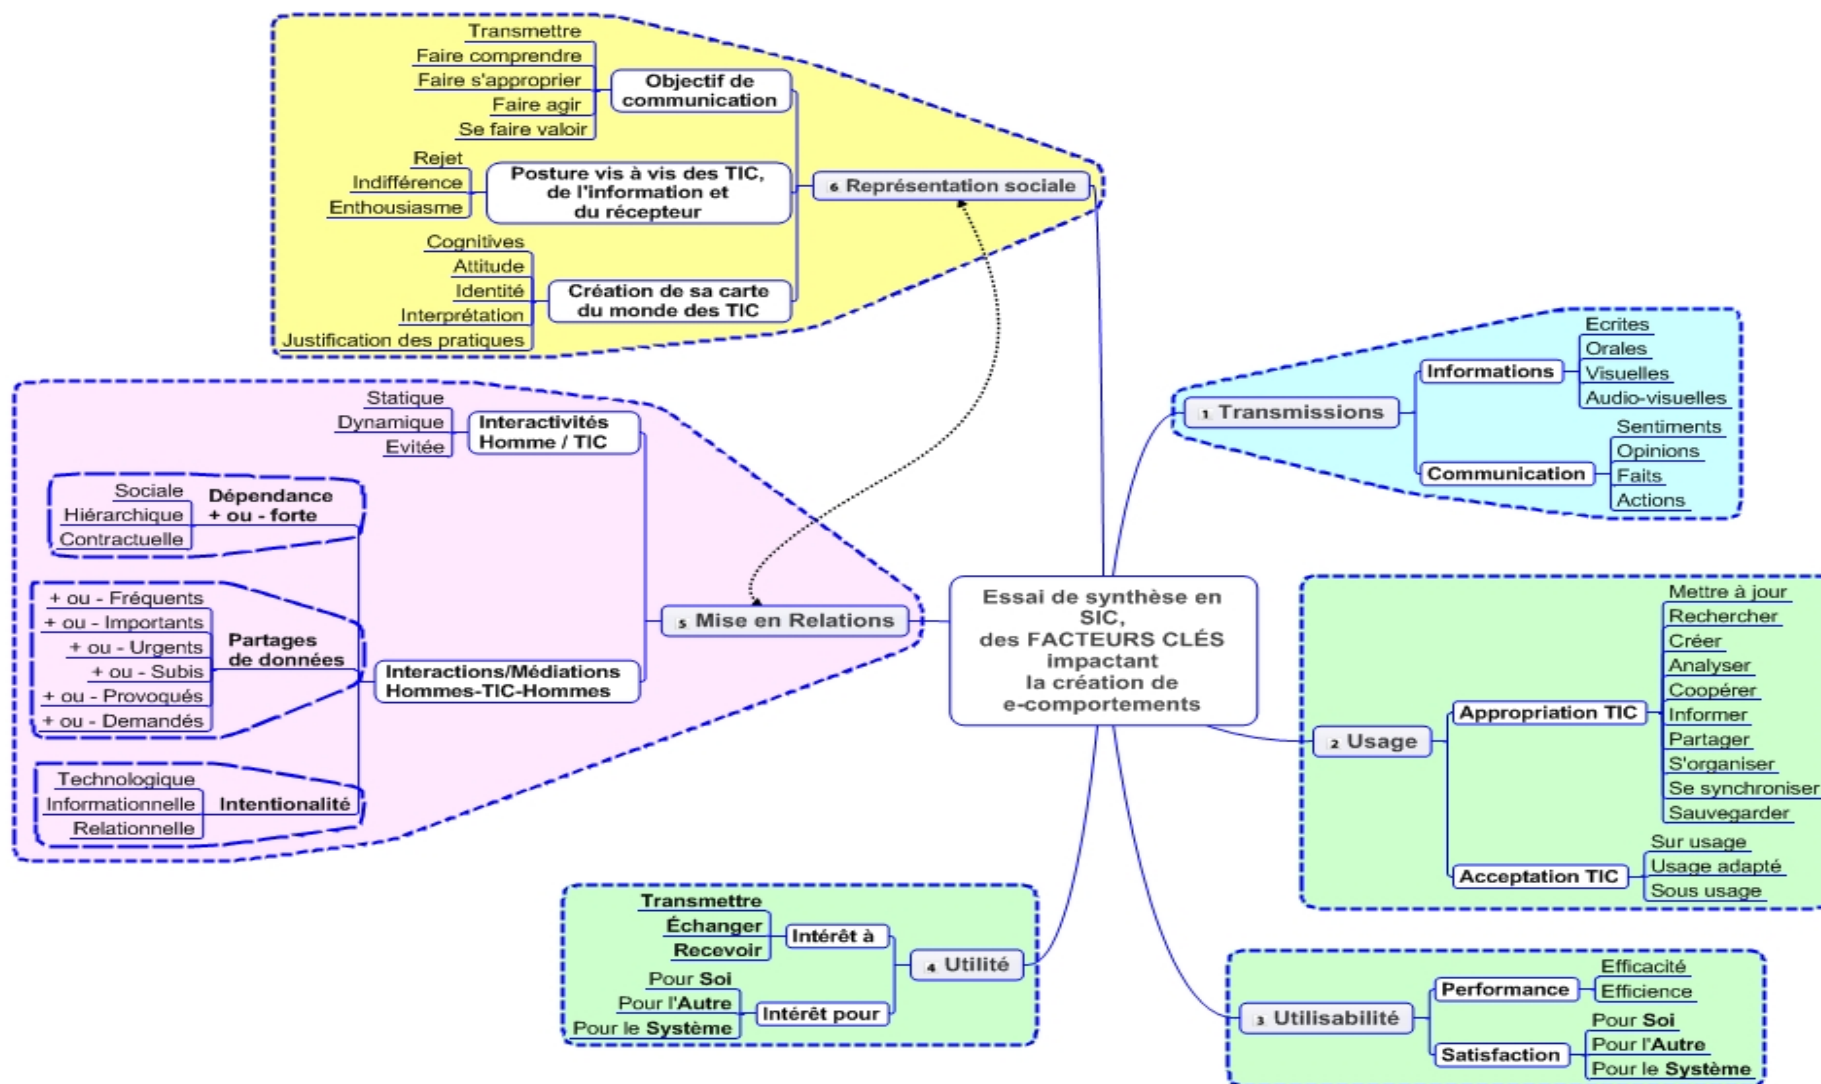 Essai de synthèse en
SIC,
des FACTEURS CLÉS
impactant
la création de
e-comportements
1 Transmissions
Informations
Ecrites
Orales
Visuelles
Audio-visuelles
Communication
Sentiments
Opinions
Faits
Actions
2 Usage
Appropriation TIC
Mettre à jour
Rechercher
Créer
Analyser
Coopérer
Informer
Partager
S'organiser
Se synchroniser
Sauvegarder
Acceptation TIC
Sur usage
Usage adapté
Sous usage
3 Utilisabilité
Performance
Efficacité
Efficience
Satisfaction
Pour Soi
Pour l'Autre
Pour le Système
4 Utilité
Intérêt à
Transmettre
Échanger
Recevoir
Intérêt pour
Pour Soi
Pour l'Autre
Pour le Système
5 Mise en Relations
Interactivités
Homme / TIC
Statique
Dynamique
Evitée
Interactions/Médiations
Hommes-TIC-Hommes
Dépendance
+ ou - forte
Sociale
Hiérarchique
Contractuelle
Partages
de données
+ ou - Fréquents
+ ou - Importants
+ ou - Urgents
+ ou - Subis
+ ou - Provoqués
+ ou - Demandés
Intentionalité
Technologique
Informationnelle
Relationnelle
6 Représentation sociale
Objectif de
communication
Transmettre
Faire comprendre
Faire s'approprier
Faire agir
Se faire valoir
Posture vis à vis des TIC,
de l'information et
du récepteur
Rejet
Indifférence
Enthousiasme
Création de sa carte
du monde des TIC
Cognitives
Attitude
Identité
Interprétation
Justification des pratiques